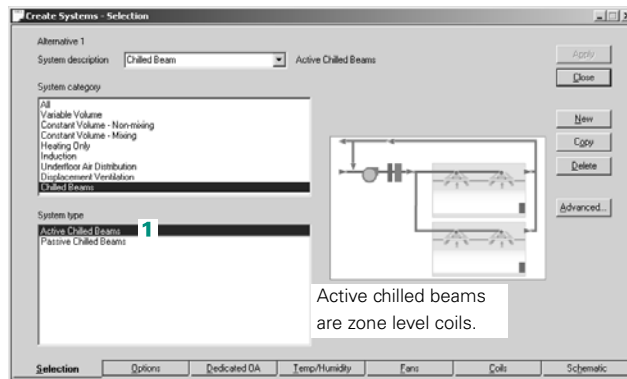 Create Systems - Selection
Alternative 1
System description
Chilled Beam
Active Chilled Beams
Apply
Close
System category
All
Variable Volume
Constant Volume - Non-mixing
Constant Volume - Mixing
Heating Only
Induction
Underfloor Air Distribution
Displacement Ventilation
Chilled Beams
New
Copy
Delete
Advanced...
System type
Active Chilled Beams
1
Passive Chilled Beams
Active chilled beams
are zone level coils.
Selection
Options
Dedicated OA
Temp/Humidity
Fans
Coils
Schematic